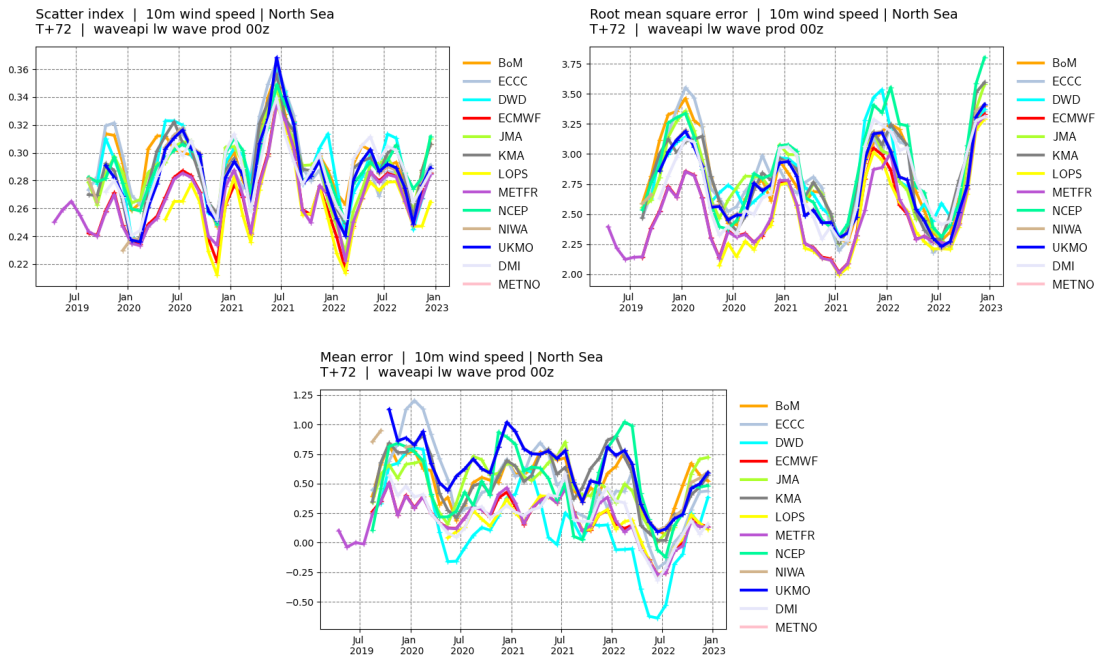 Scatter index | 10m wind speed | North Sea
T+72 | waveapi lw wave prod 00z
0.36
0.34
0.32
0.30
0.28
0.26
0.24
0.22
Jul 2019
Jan 2020
Jul 2020
Jan 2021
Jul 2021
Jan 2022
Jul 2022
Jan 2023
BoM
ECCC
DWD
ECMWF
JMA
KMA
LOPS
METFR
NCEP
NIWA
UKMO
DMI
METNO
Root mean square error | 10m wind speed | North Sea
T+72 | waveapi lw wave prod 00z
3.75
3.50
3.25
3.00
2.75
2.50
2.25
2.00
Jul 2019
Jan 2020
Jul 2020
Jan 2021
Jul 2021
Jan 2022
Jul 2022
Jan 2023
BoM
ECCC
DWD
ECMWF
JMA
KMA
LOPS
METFR
NCEP
NIWA
UKMO
DMI
METNO
Mean error | 10m wind speed | North Sea
T+72 | waveapi lw wave prod 00z
1.25
1.00
0.75
0.50
0.25
0.00
−0.25
−0.50
Jul 2019
Jan 2020
Jul 2020
Jan 2021
Jul 2021
Jan 2022
Jul 2022
Jan 2023
BoM
ECCC
DWD
ECMWF
JMA
KMA
LOPS
METFR
NCEP
NIWA
UKMO
DMI
METNO